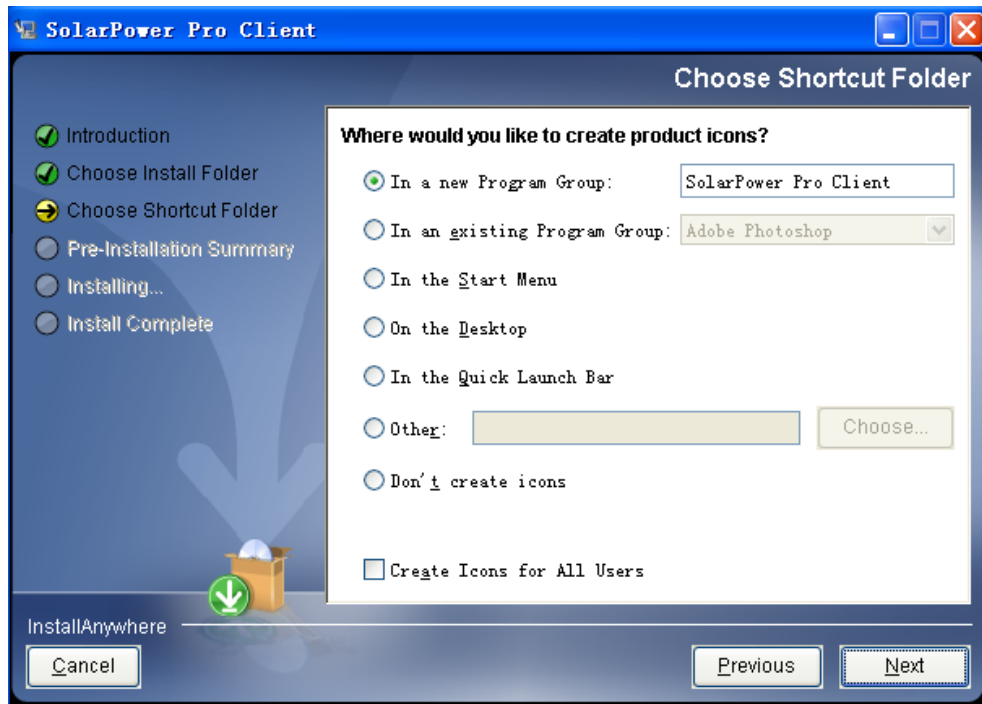 SolarPower Pro Client
Choose Shortcut Folder
Introduction
Choose Install Folder
Choose Shortcut Folder
Pre-Installation Summary
Installing...
Install Complete
Where would you like to create product icons?
In a new Program Group: SolarPower Pro Client
In an existing Program Group: Adobe Photoshop
In the Start Menu
On the Desktop
In the Quick Launch Bar
Other: Choose...
Don't create icons
Create Icons for All Users
InstallAnywhere
Cancel Previous Next